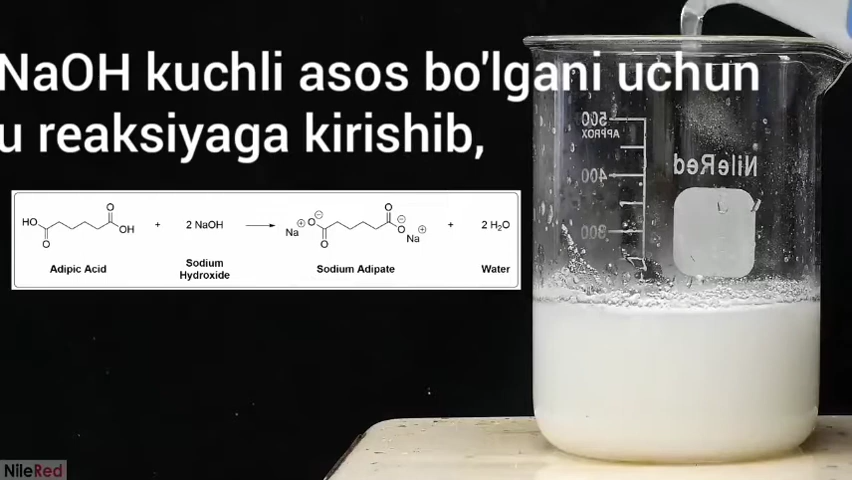 NaOH kuchli asos bo'lgani uchun
u reaksiyaga kirishib,
HO O O OH + 2 NaOH Na ⊕ O ⊖ O O O ⊖ Na ⊕ + 2 H₂O
Adipic Acid Sodium Hydroxide Sodium Adipate Water
500
APPROX
400
300
NileRed
NileRed